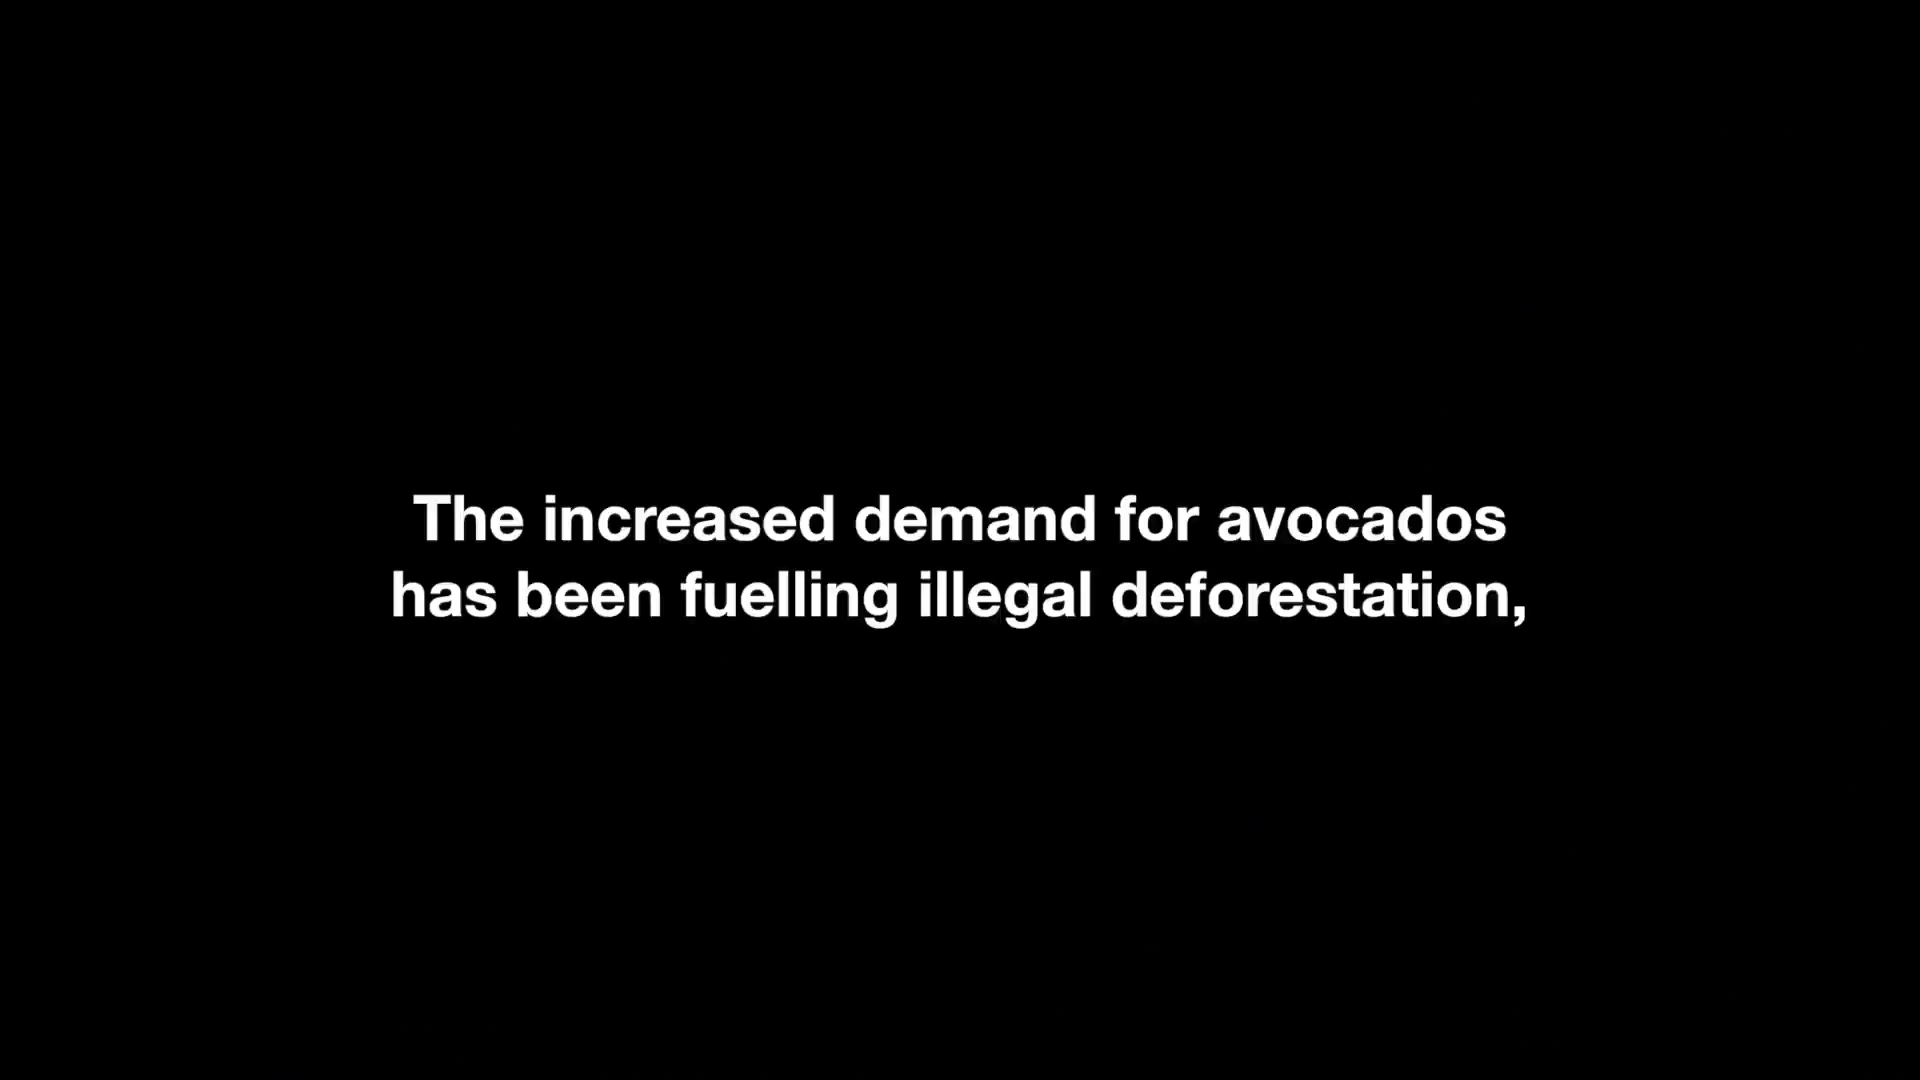 The increased demand for avocados
has been fuelling illegal deforestation,